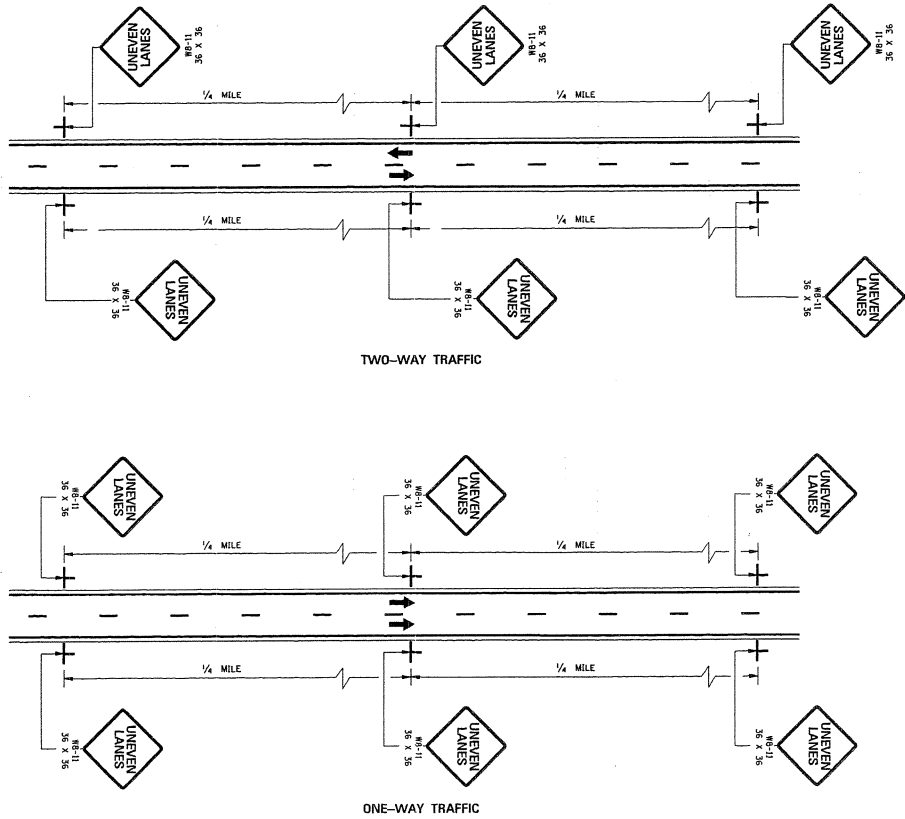 UNEVEN
LANES
W8-11
36 X 36
UNEVEN
LANES
W8-11
36 X 36
UNEVEN
LANES
W8-11
36 X 36
1/4 MILE
1/4 MILE
1/4 MILE
1/4 MILE
W8-11
36 X 36
UNEVEN
LANES
W8-11
36 X 36
UNEVEN
LANES
W8-11
36 X 36
UNEVEN
LANES
TWO-WAY TRAFFIC
W8-11
36 X 36
UNEVEN
LANES
W8-11
36 X 36
UNEVEN
LANES
W8-11
36 X 36
UNEVEN
LANES
1/4 MILE
1/4 MILE
1/4 MILE
1/4 MILE
W8-11
36 X 36
UNEVEN
LANES
W8-11
36 X 36
UNEVEN
LANES
W8-11
36 X 36
UNEVEN
LANES
ONE-WAY TRAFFIC